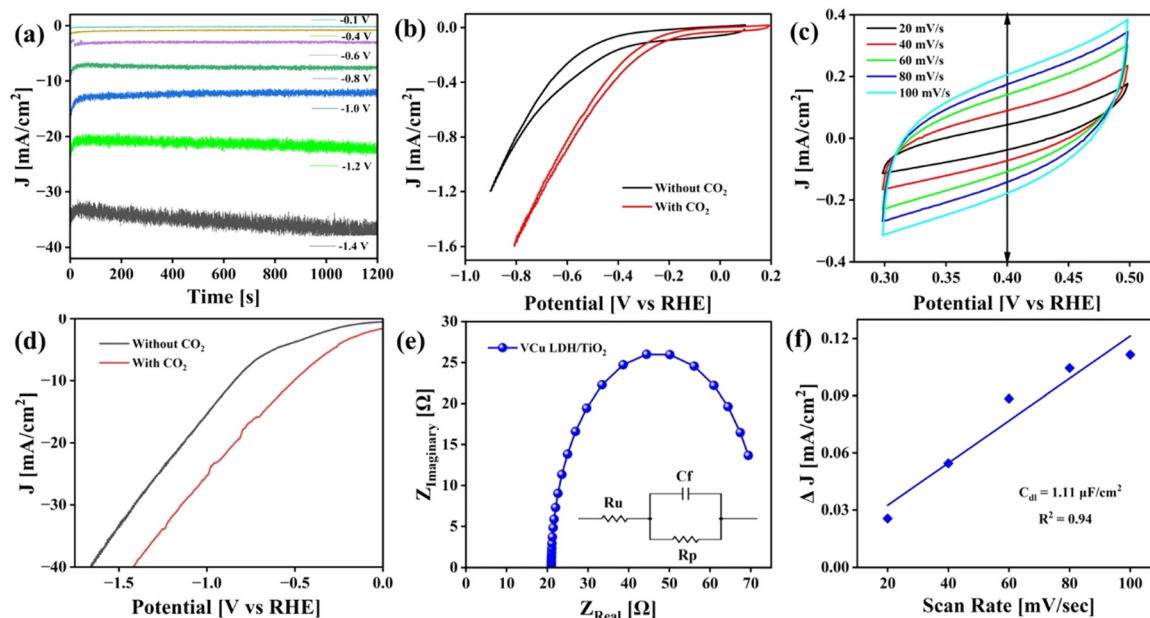 (a)
-0.1 V
-0.4 V
-0.6 V
-0.8 V
-1.0 V
-1.2 V
-1.4 V
0
−10
−20
−30
−40
J [mA/cm²]
0 200 400 600 800 1000 1200
Time [s]
(b)
0.0
−0.4
−0.8
−1.2
−1.6
J [mA/cm²]
Without CO₂
With CO₂
−1.0 −0.8 −0.6 −0.4 −0.2 0.0 0.2
Potential [V vs RHE]
(c)
20 mV/s
40 mV/s
60 mV/s
80 mV/s
100 mV/s
0.4
0.2
0.0
−0.2
−0.4
J [mA/cm²]
0.30 0.35 0.40 0.45 0.50
Potential [V vs RHE]
(d)
Without CO₂
With CO₂
0
−10
−20
−30
−40
J [mA/cm²]
−1.5 −1.0 −0.5 0.0
Potential [V vs RHE]
(e)
VCu LDH/TiO₂
30
25
20
15
10
5
0
Z_Imaginary [Ω]
Cf
Ru
Rp
0 10 20 30 40 50 60 70 80
Z_Real [Ω]
(f)
0.12
0.09
0.06
0.03
0.00
Δ J [mA/cm²]
C_dl = 1.11 μF/cm²
R² = 0.94
20 40 60 80 100
Scan Rate [mV/sec]